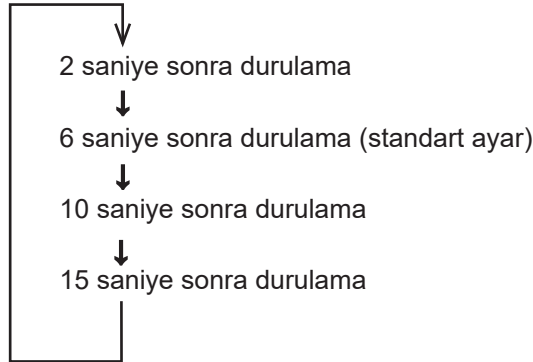 2 saniye sonra durulama
6 saniye sonra durulama (standart ayar)
10 saniye sonra durulama
15 saniye sonra durulama